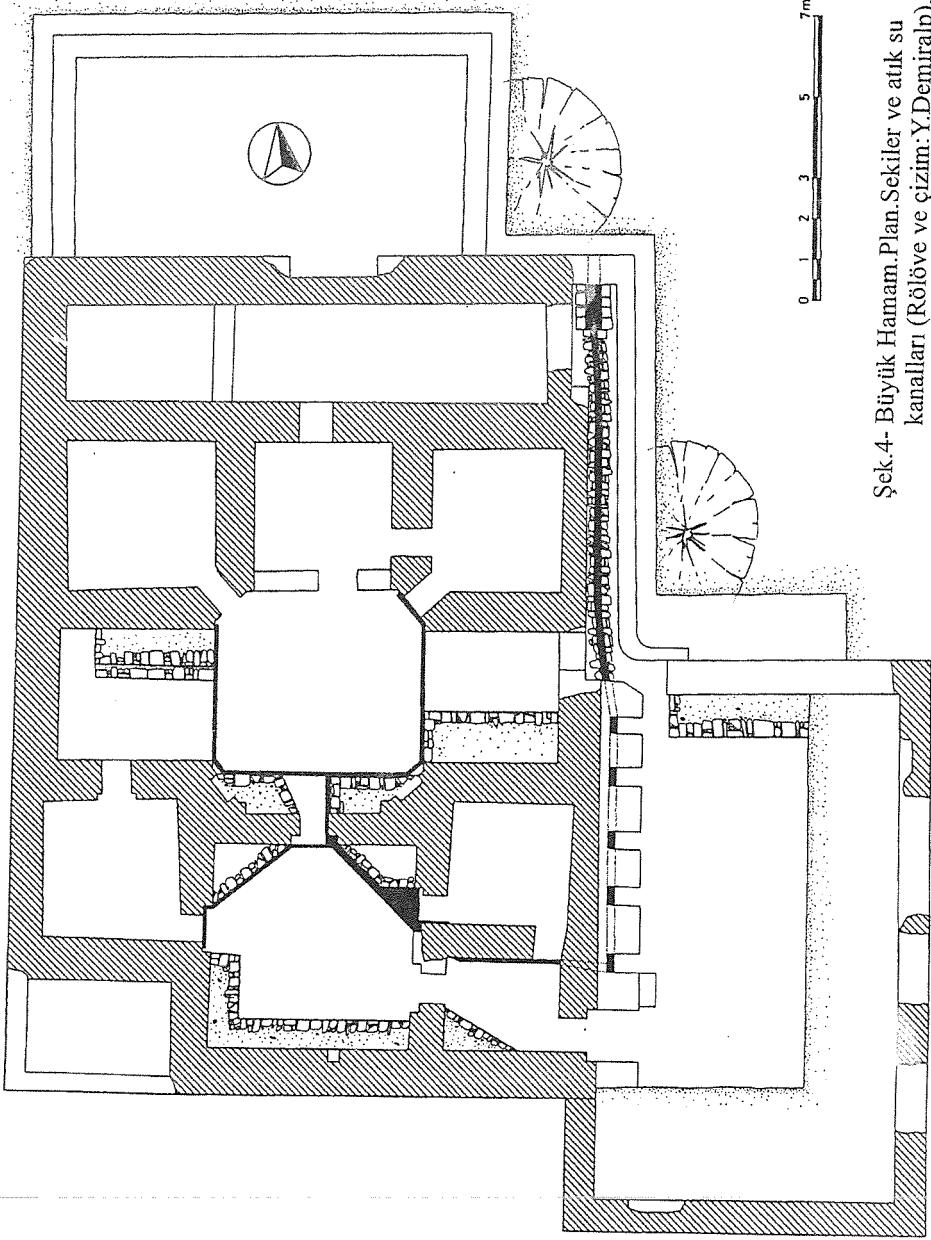 0 1 2 3 5 7m
Şek.4- Büyük Hamam.Plan.Sekiler ve atık su
kanalları (Rölöve ve çizim:Y.Demiralp).